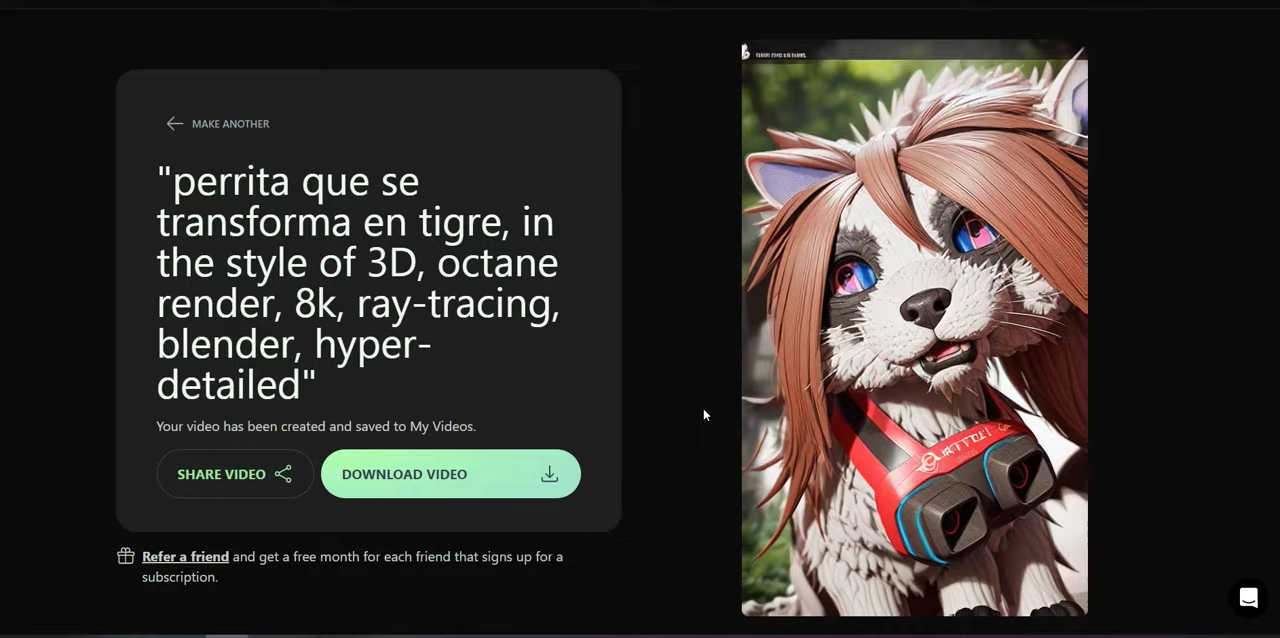 MAKE ANOTHER
"perrita que se
transforma en tigre, in
the style of 3D, octane
render, 8k, ray-tracing,
blender, hyper-
detailed"
Your video has been created and saved to My Videos.
SHARE VIDEO
DOWNLOAD VIDEO
Refer a friend and get a free month for each friend that signs up for a
subscription.